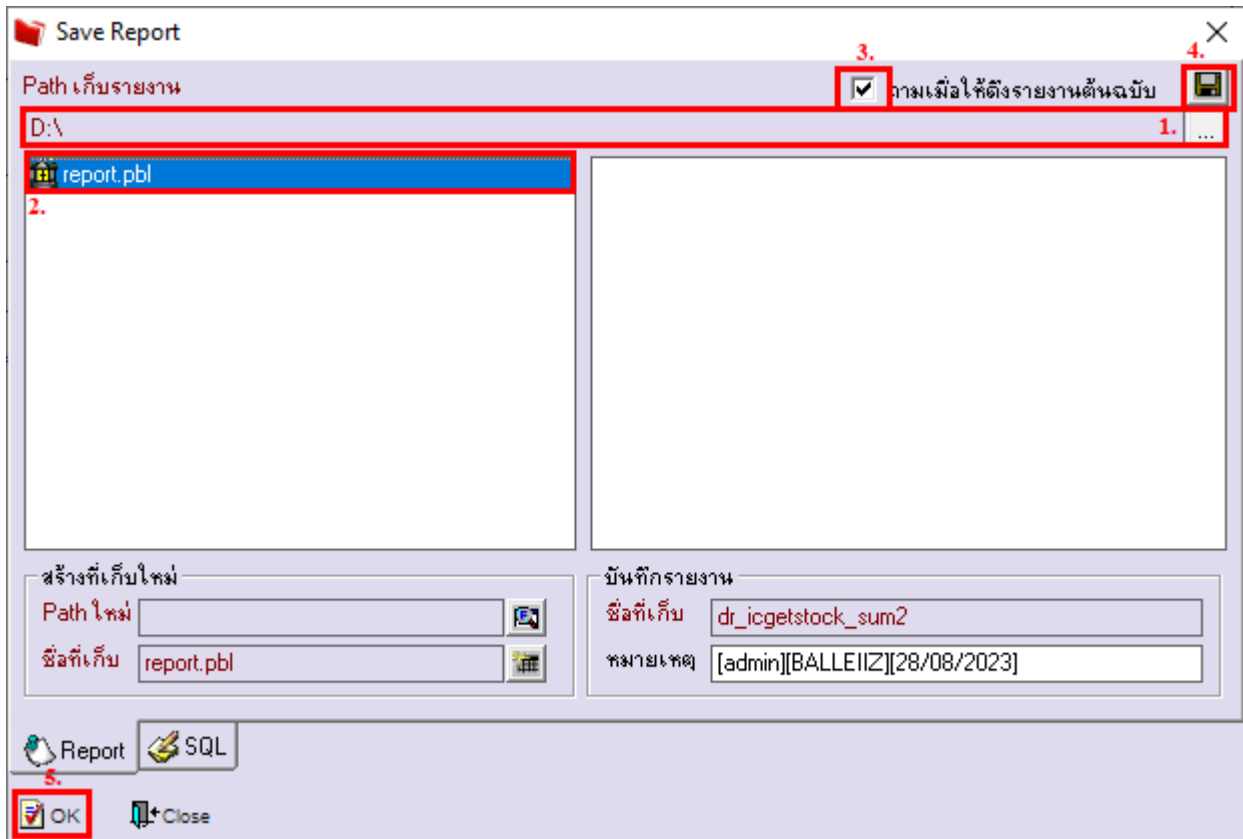 Save Report
3.
4.
Path เก็บรายงาน
ถามเมื่อให้ดึงรายงานต้นฉบับ
D:\
1.
...
report.pbl
2.
สร้างที่เก็บใหม่
Path ใหม่
ชื่อที่เก็บ
report.pbl
บันทึกรายงาน
ชื่อที่เก็บ
dr_icgetstock_sum2
หมายเหตุ
[admin][BALLEIIZ][28/08/2023]
Report
SQL
5.
OK
Close